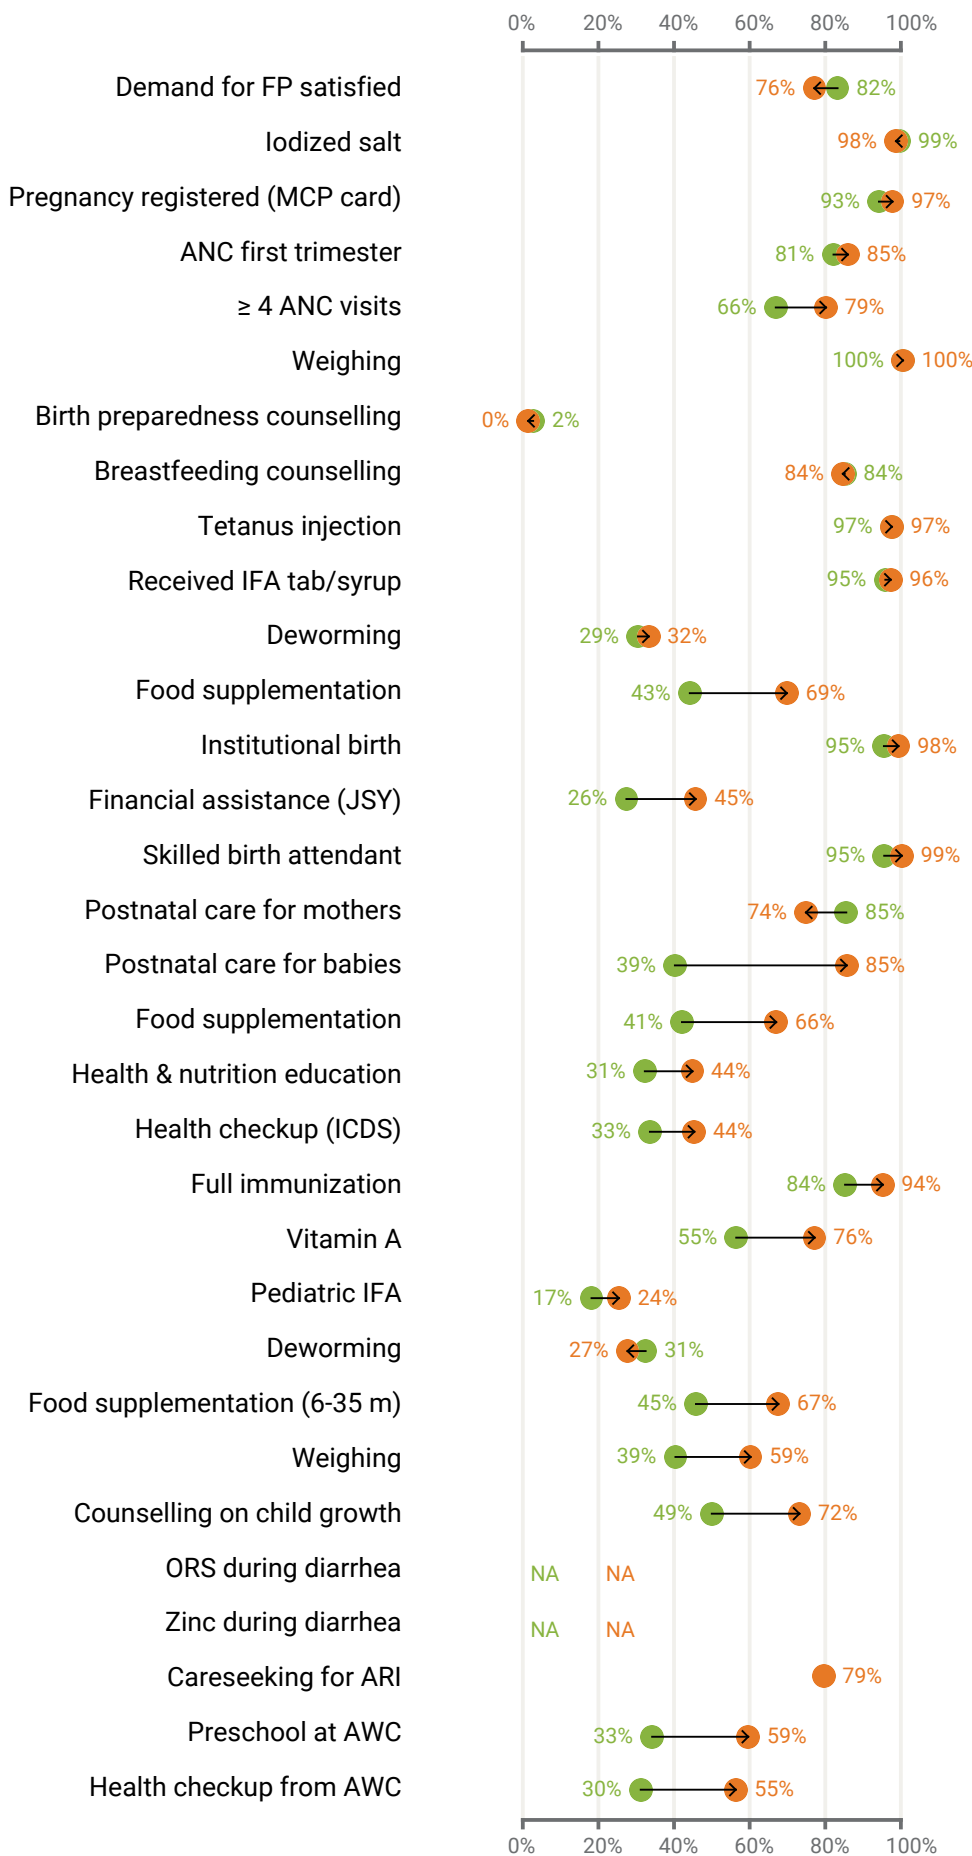 0% 20% 40% 60% 80% 100%
Demand for FP satisfied 76% 82%
Iodized salt 98% 99%
Pregnancy registered (MCP card) 93% 97%
ANC first trimester 81% 85%
≥ 4 ANC visits 66% 79%
Weighing 100% 100%
Birth preparedness counselling 0% 2%
Breastfeeding counselling 84% 84%
Tetanus injection 97% 97%
Received IFA tab/syrup 95% 96%
Deworming 29% 32%
Food supplementation 43% 69%
Institutional birth 95% 98%
Financial assistance (JSY) 26% 45%
Skilled birth attendant 95% 99%
Postnatal care for mothers 74% 85%
Postnatal care for babies 39% 85%
Food supplementation 41% 66%
Health & nutrition education 31% 44%
Health checkup (ICDS) 33% 44%
Full immunization 84% 94%
Vitamin A 55% 76%
Pediatric IFA 17% 24%
Deworming 27% 31%
Food supplementation (6-35 m) 45% 67%
Weighing 39% 59%
Counselling on child growth 49% 72%
ORS during diarrhea NA NA
Zinc during diarrhea NA NA
Careseeking for ARI 79%
Preschool at AWC 33% 59%
Health checkup from AWC 30% 55%
0% 20% 40% 60% 80% 100%